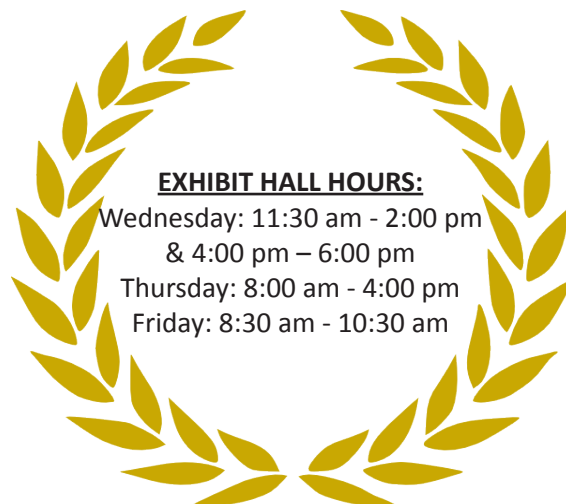 EXHIBIT HALL HOURS:
Wednesday: 11:30 am - 2:00 pm
& 4:00 pm – 6:00 pm
Thursday: 8:00 am - 4:00 pm
Friday: 8:30 am - 10:30 am